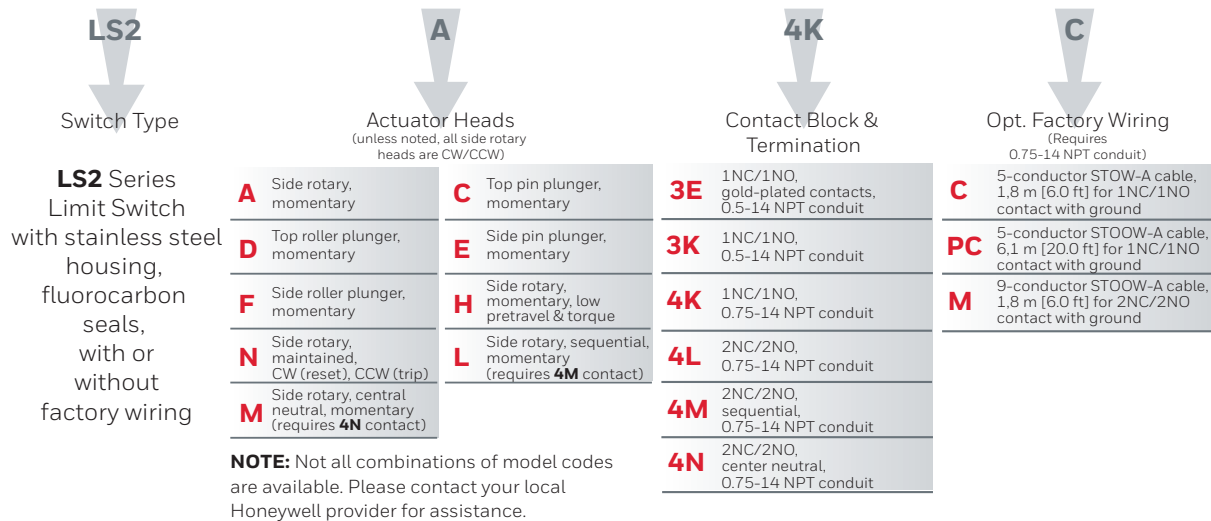 LS2
A
4K
C
Switch Type
LS2 Series
Limit Switch
with stainless steel
housing,
fluorocarbon
seals,
with or
without
factory wiring
Actuator Heads
(unless noted, all side rotary
heads are CW/CCW)
A
Side rotary,
momentary
C
Top pin plunger,
momentary
D
Top roller plunger,
momentary
E
Side pin plunger,
momentary
F
Side roller plunger,
momentary
H
Side rotary,
momentary, low
pretravel & torque
N
Side rotary,
maintained,
CW (reset), CCW (trip)
L
Side rotary, sequential,
momentary
(requires 4M contact)
M
Side rotary, central
neutral, momentary
(requires 4N contact)
NOTE: Not all combinations of model codes
are available. Please contact your local
Honeywell provider for assistance.
Contact Block &
Termination
3E
1NC/1NO,
gold-plated contacts,
0.5-14 NPT conduit
3K
1NC/1NO,
0.5-14 NPT conduit
4K
1NC/1NO,
0.75-14 NPT conduit
4L
2NC/2NO,
0.75-14 NPT conduit
4M
2NC/2NO,
sequential,
0.75-14 NPT conduit
4N
2NC/2NO,
center neutral,
0.75-14 NPT conduit
Opt. Factory Wiring
(Requires
0.75-14 NPT conduit)
C
5-conductor STOW-A cable,
1,8 m [6.0 ft] for 1NC/1NO
contact with ground
PC
5-conductor STOOW-A cable,
6,1 m [20.0 ft] for 1NC/1NO
contact with ground
M
9-conductor STOOW-A cable,
1,8 m [6.0 ft] for 2NC/2NO
contact with ground